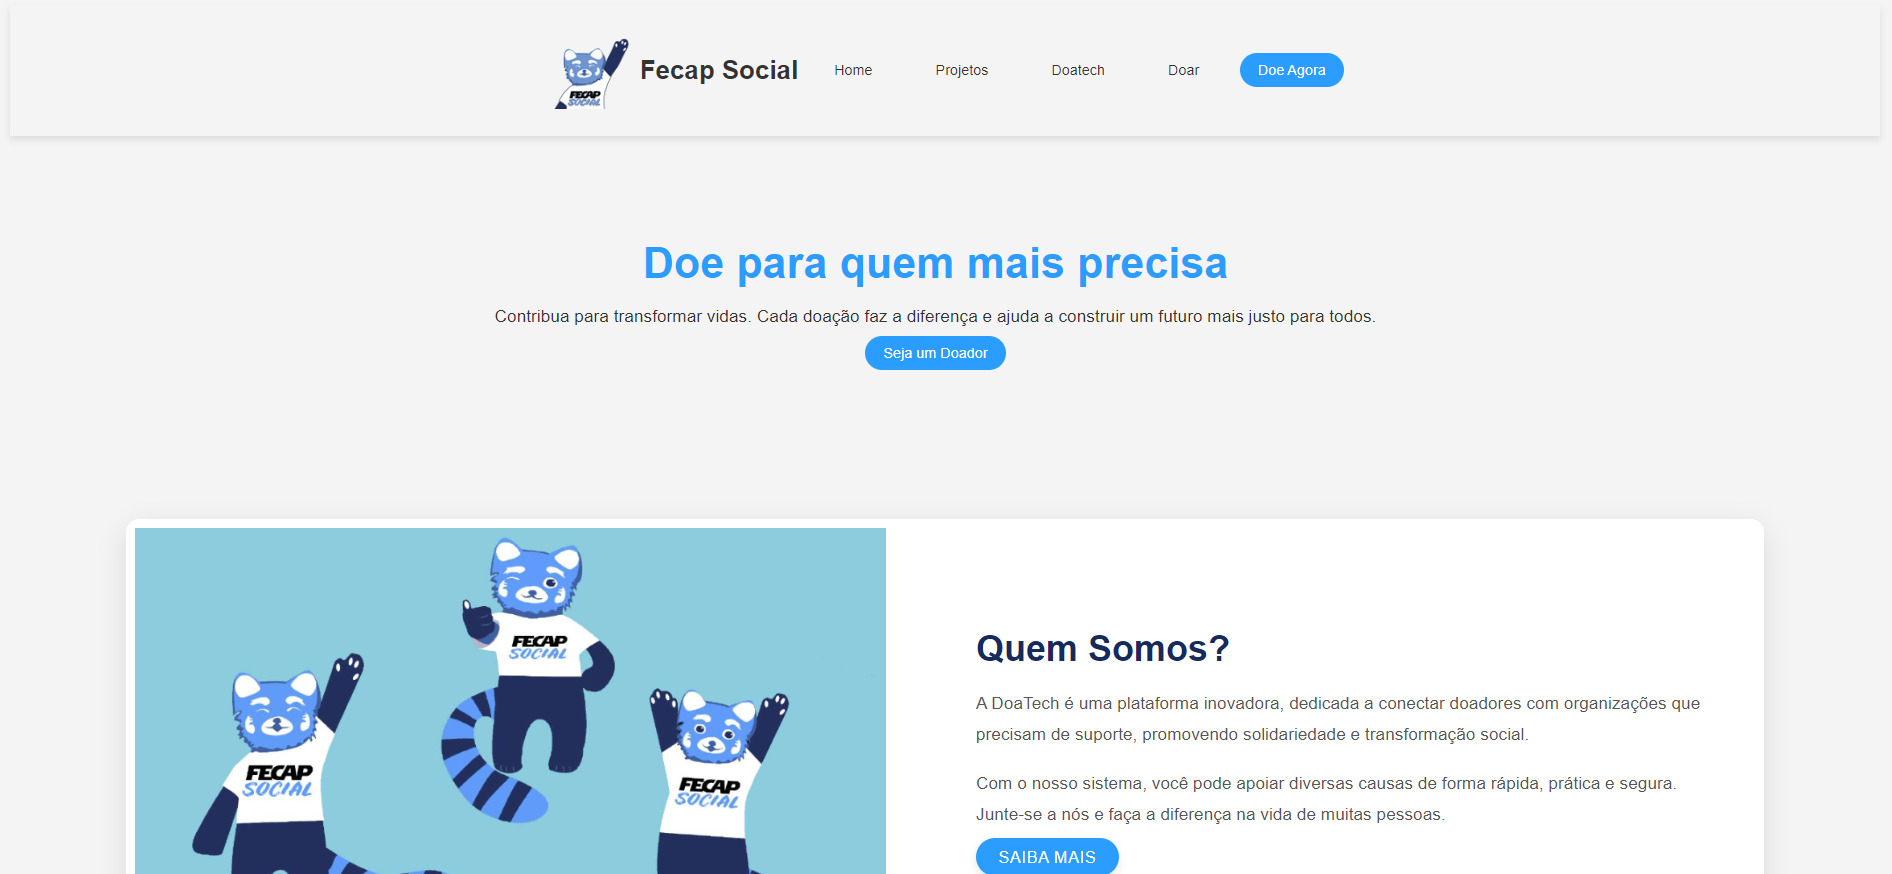 FECAP
SOCIAL
Fecap Social
Home
Projetos
Doatech
Doar
Doe Agora
Doe para quem mais precisa
Contribua para transformar vidas. Cada doação faz a diferença e ajuda a construir um futuro mais justo para todos.
Seja um Doador
FECAP
SOCIAL
FECAP
SOCIAL
FECAP
SOCIAL
Quem Somos?
A DoaTech é uma plataforma inovadora, dedicada a conectar doadores com organizações que
precisam de suporte, promovendo solidariedade e transformação social.
Com o nosso sistema, você pode apoiar diversas causas de forma rápida, prática e segura.
Junte-se a nós e faça a diferença na vida de muitas pessoas.
SAIBA MAIS